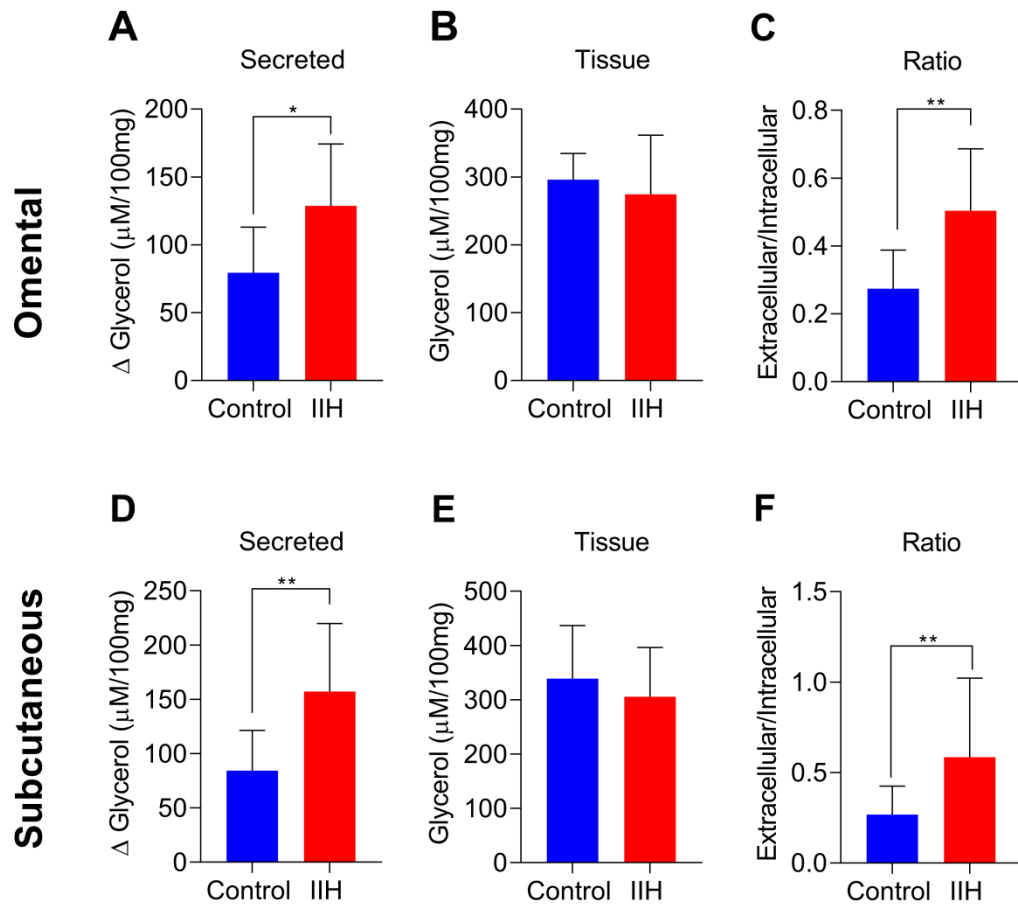 A
Secreted
Δ Glycerol (μM/100mg)
200
150
100
50
0
*
Control
IIH
B
Tissue
Glycerol (μM/100mg)
400
300
200
100
0
Control
IIH
C
Ratio
Extracellular/Intracellular
0.8
0.6
0.4
0.2
0.0
**
Control
IIH
Omental
D
Secreted
Δ Glycerol (μM/100mg)
250
200
150
100
50
0
**
Control
IIH
E
Tissue
Glycerol (μM/100mg)
500
400
300
200
100
0
Control
IIH
F
Ratio
Extracellular/Intracellular
1.5
1.0
0.5
0.0
**
Control
IIH
Subcutaneous